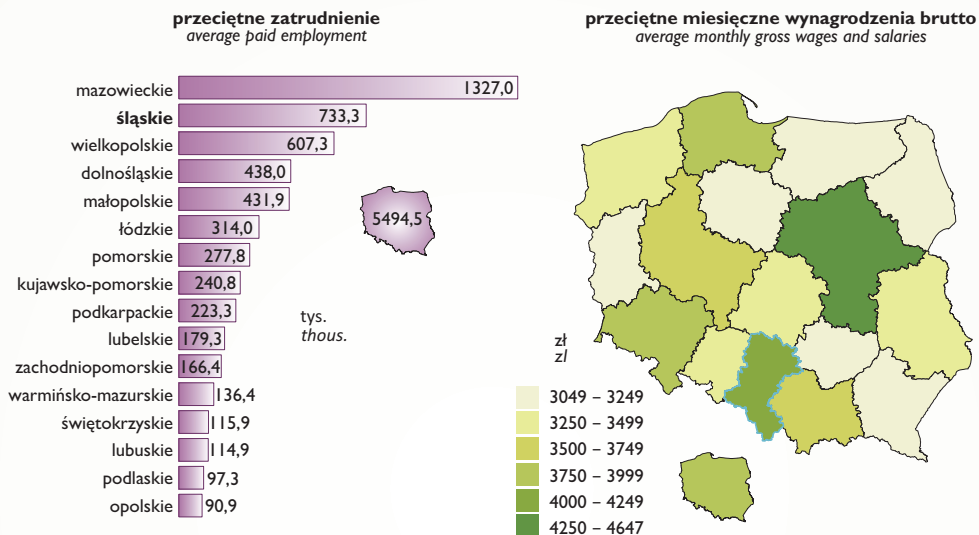 przeciętne zatrudnienie
average paid employment
mazowieckie 1327,0
śląskie 733,3
wielkopolskie 607,3
dolnośląskie 438,0
małopolskie 431,9
łódzkie 314,0
pomorskie 277,8
kujawsko-pomorskie 240,8
podkarpackie 223,3
lubelskie 179,3
zachodniopomorskie 166,4
warmińsko-mazurskie 136,4
świętokrzyskie 115,9
lubuskie 114,9
podlaskie 97,3
opolskie 90,9
5494,5
tys.
thous.
przeciętne miesięczne wynagrodzenia brutto
average monthly gross wages and salaries
zł
zl
3049 – 3249
3250 – 3499
3500 – 3749
3750 – 3999
4000 – 4249
4250 – 4647